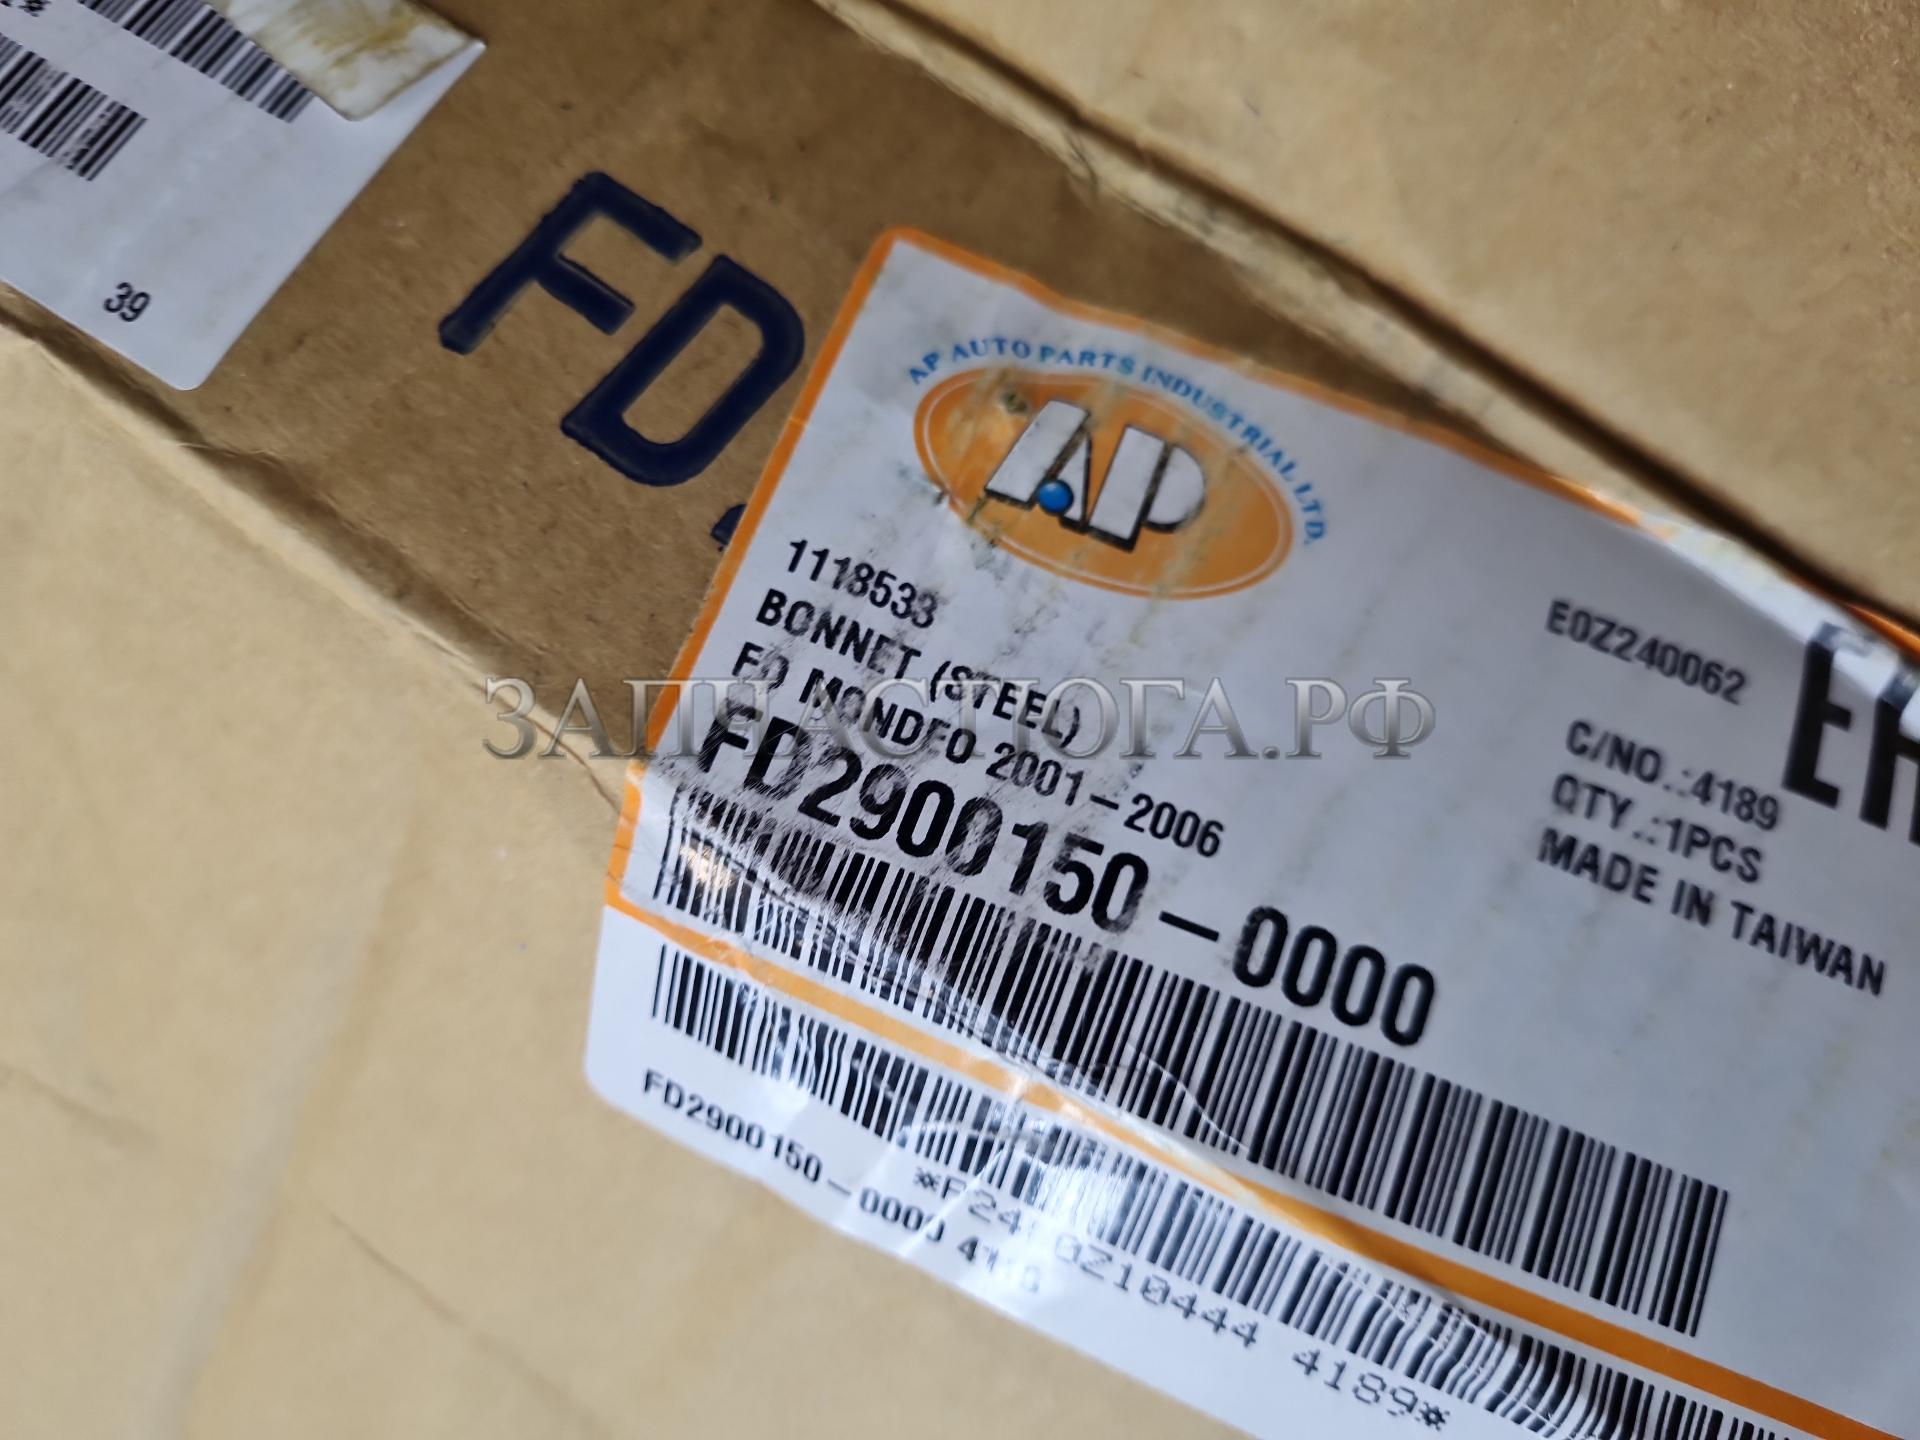 39
FD
AP AUTO PARTS INDUSTRIAL LTD.
AP
1118533
BONNET (STEEL)
FD MONDEO 2001-2006
FD2900150-0000
E0Z240062
C/NO.:4189
QTY.:1PCS
MADE IN TAIWAN
ЗАПЧАСТЮГА.РФ
FD2900150-0000
4189*